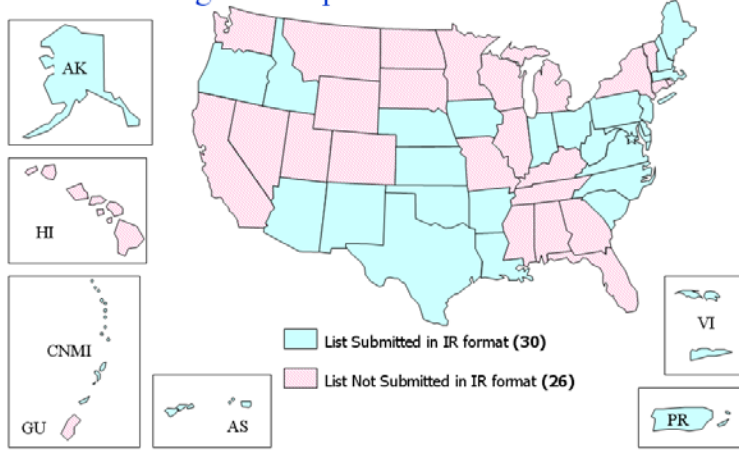 AK
HI
CNMI
GU
AS
VI
PR
List Submitted in IR format (30)
List Not Submitted in IR format (26)